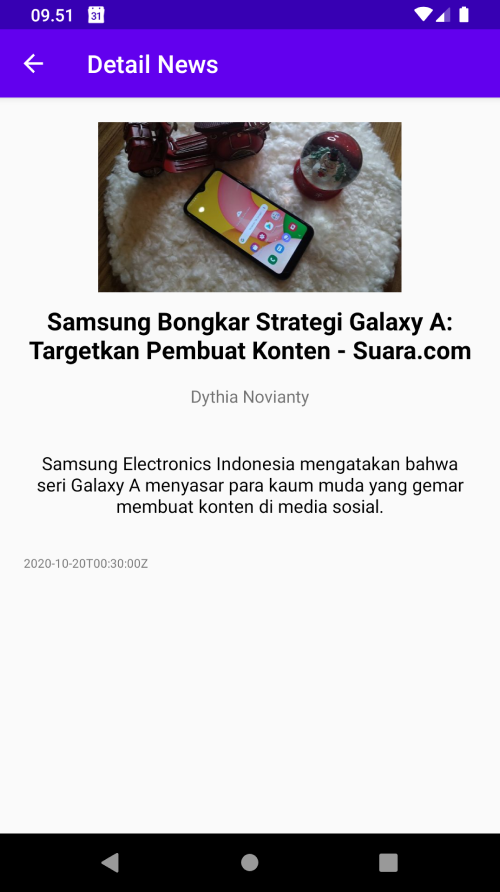 09.51
31
Detail News
Samsung Bongkar Strategi Galaxy A:
Targetkan Pembuat Konten - Suara.com
Dythia Novianty
Samsung Electronics Indonesia mengatakan bahwa
seri Galaxy A menyasar para kaum muda yang gemar
membuat konten di media sosial.
2020-10-20T00:30:00Z